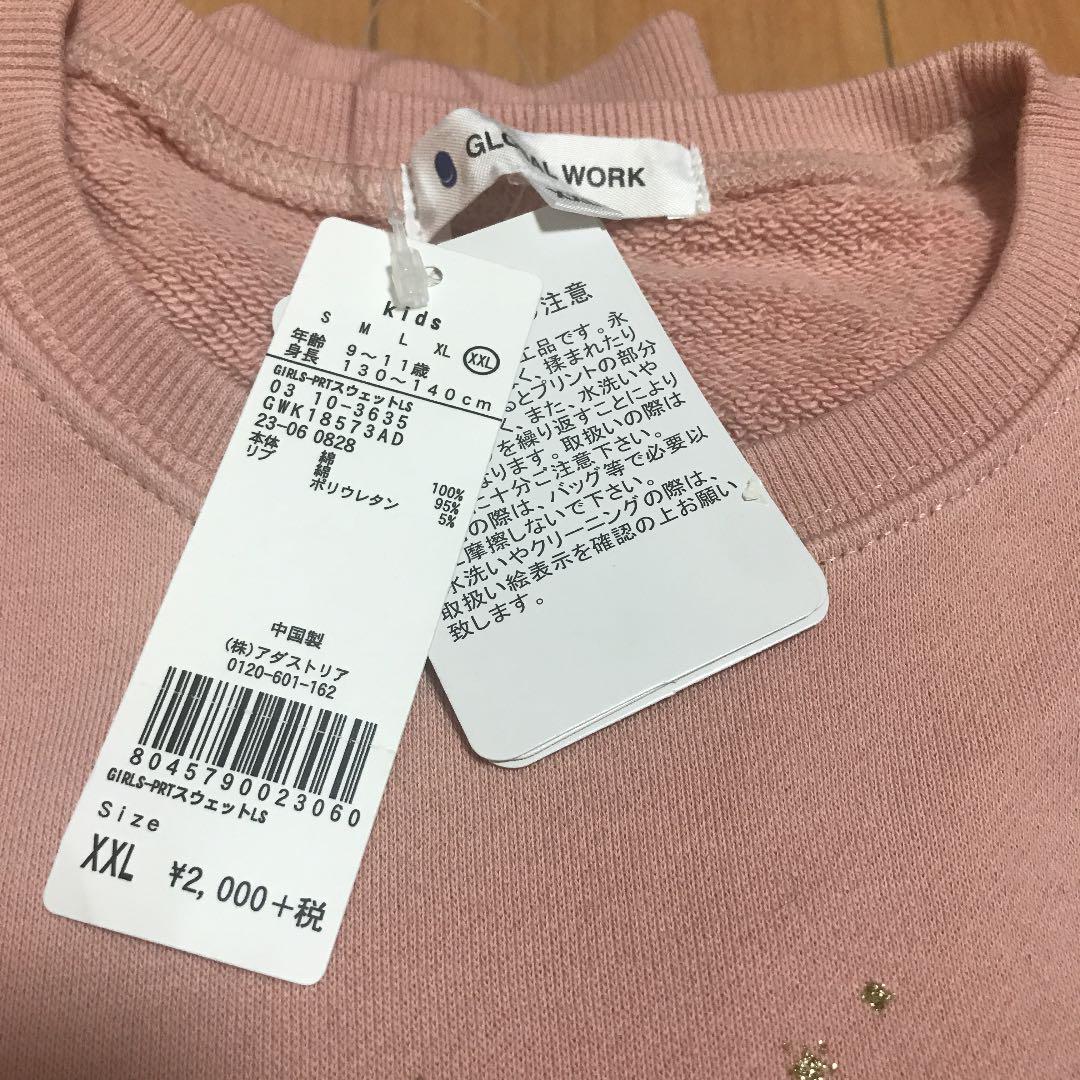 GLO AL WORK
kids
S M L XL XXL
年齢 9～11歳
身長 130～140cm
GIRLS-PRTスウェットLS
03 10-3635
GWK18573AD
23-06 0828
本体 綿 100%
リブ 綿 95%
ポリウレタン 5%
中国製
(株)アダストリア
0120-601-162
8045790023060
GIRLS-PRTスウェットLS
Size
XXL ¥2,000+税
注意
工品です。永
く、揉まれたり
るとプリントの部分
く、また、水洗いや
を繰り返すことにより
なります。取扱いの際は
に十分ご注意下さい。
の際は、バッグ等で必要以
上摩擦しないで下さい。
水洗いやクリーニングの際は、
取扱い絵表示を確認の上お願い
致します。